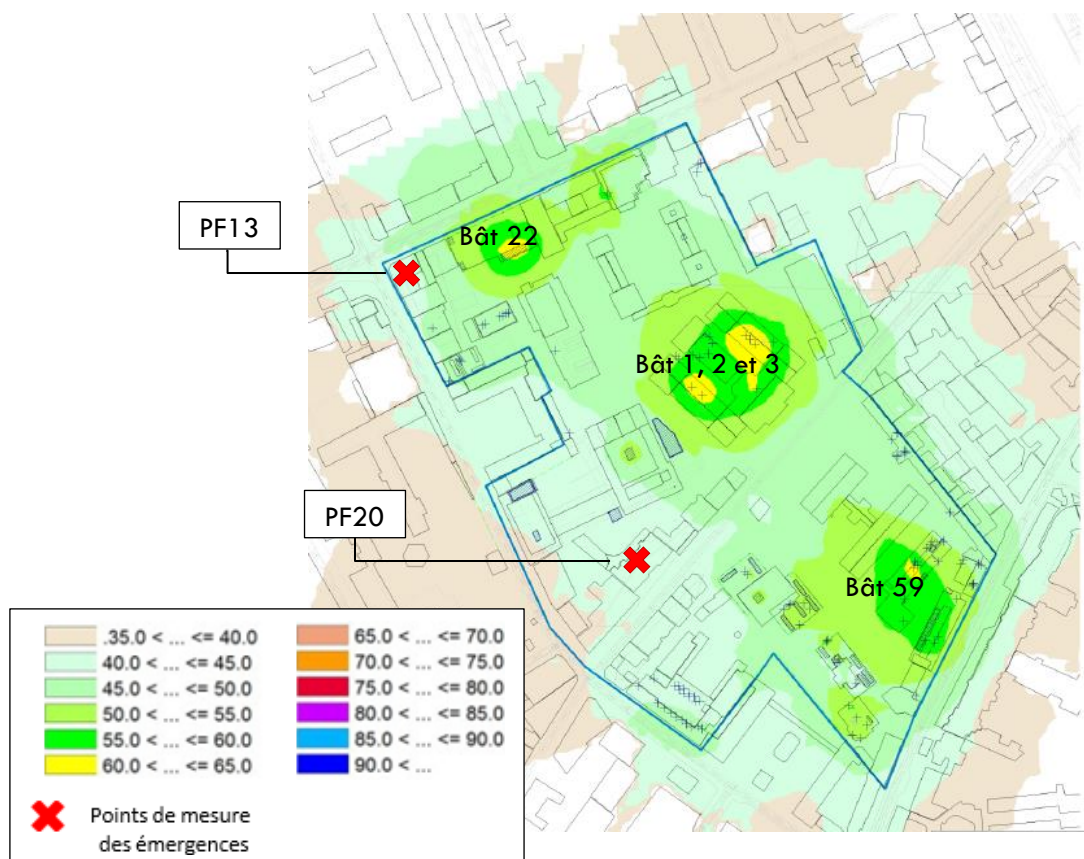 PF13
Bât 22
Bât 1, 2 et 3
PF20
Bât 59
.35.0 < ... <= 40.0
40.0 < ... <= 45.0
45.0 < ... <= 50.0
50.0 < ... <= 55.0
55.0 < ... <= 60.0
60.0 < ... <= 65.0
65.0 < ... <= 70.0
70.0 < ... <= 75.0
75.0 < ... <= 80.0
80.0 < ... <= 85.0
85.0 < ... <= 90.0
90.0 < ...
Points de mesure
des émergences